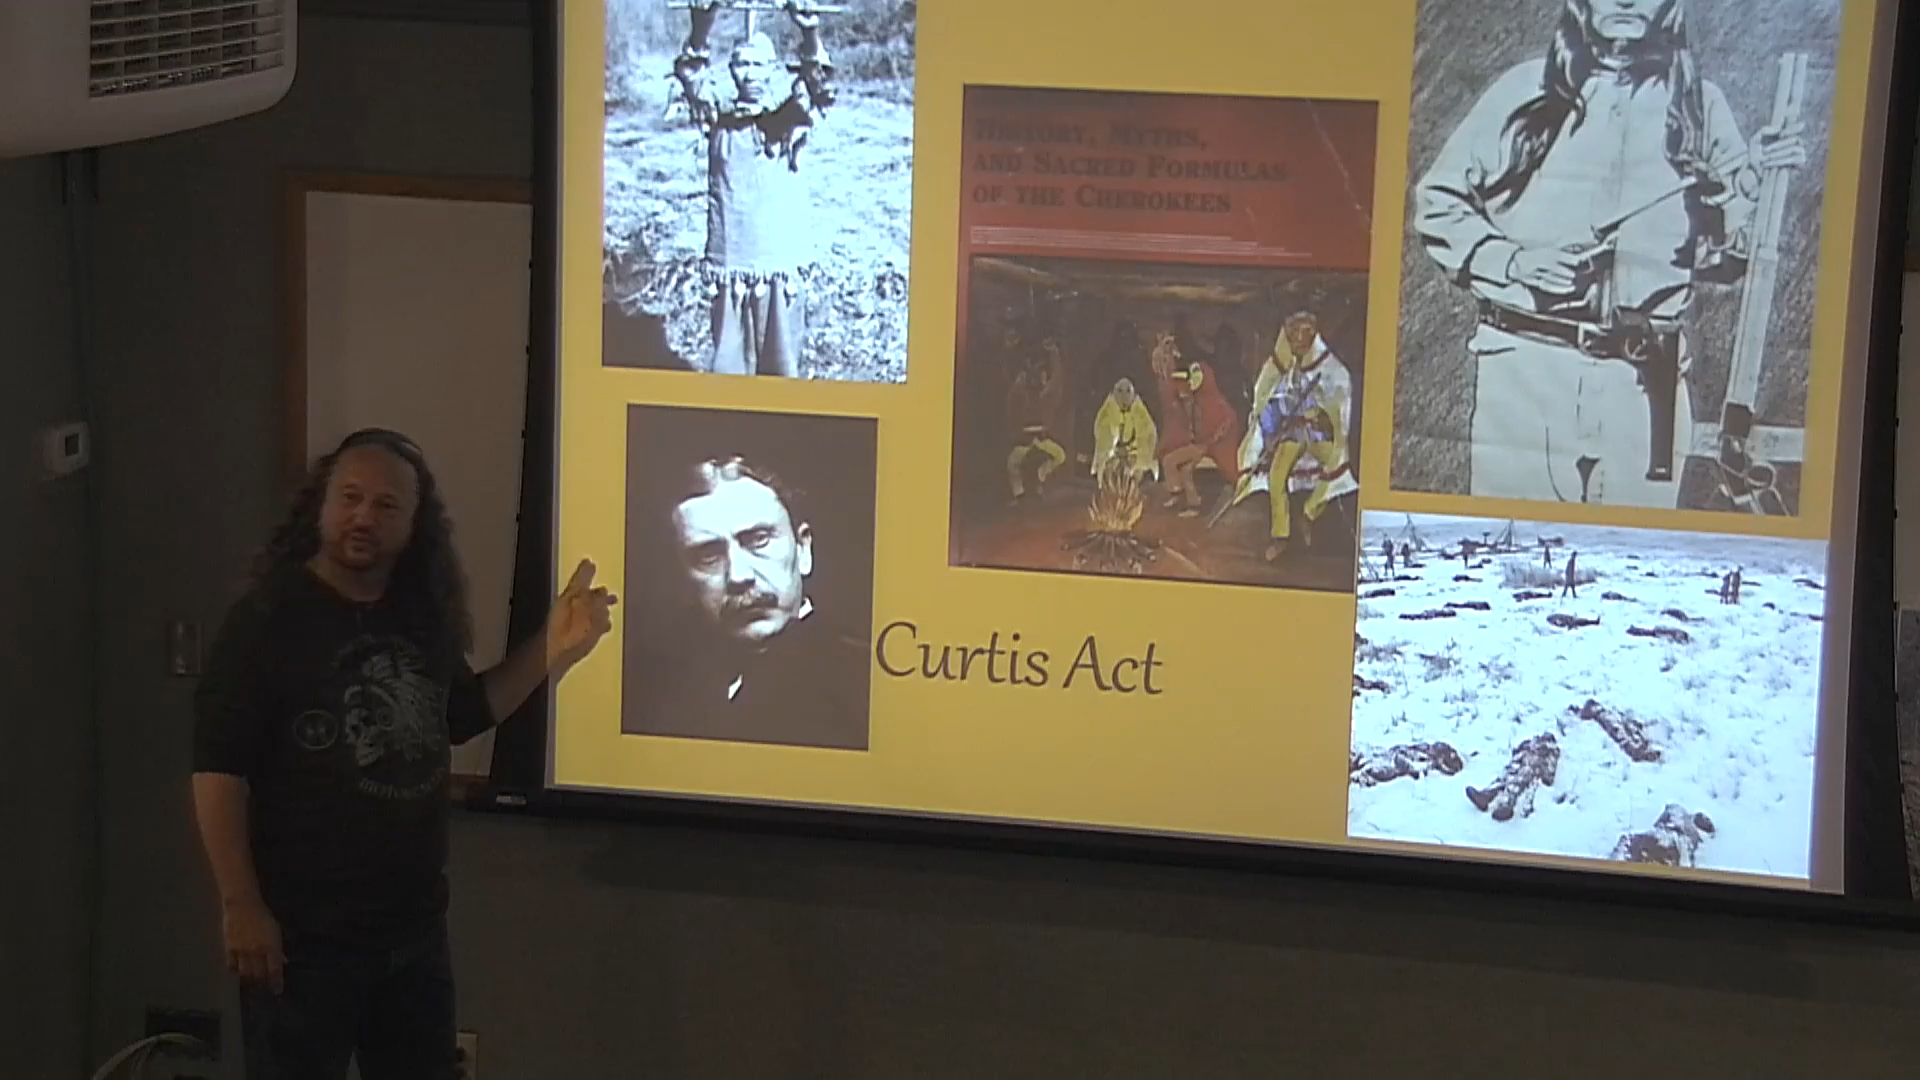 HISTORY, MYTHS,
AND SACRED FORMULAS
OF THE CHEROKEES
Curtis Act